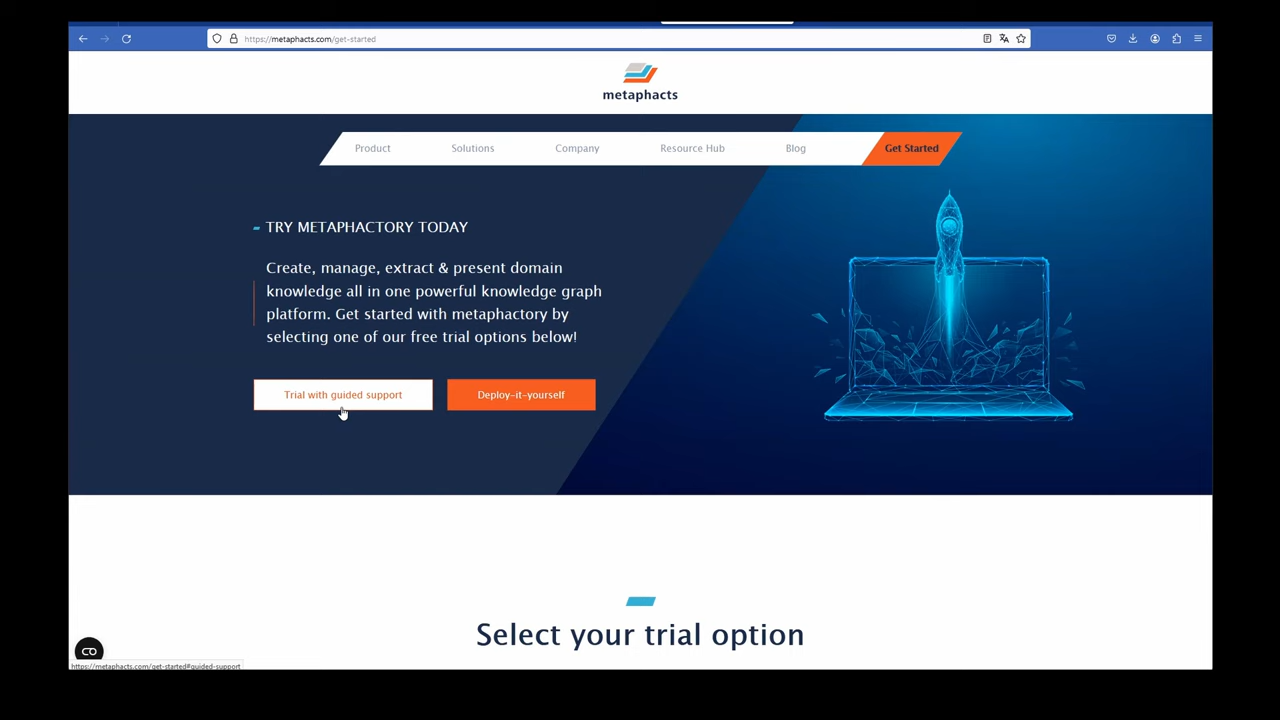 https://metaphacts.com/get-started
metaphacts
Product Solutions Company Resource Hub Blog Get Started
TRY METAPHACTORY TODAY
Create, manage, extract & present domain
knowledge all in one powerful knowledge graph
platform. Get started with metaphactory by
selecting one of our free trial options below!
Trial with guided support Deploy-it-yourself
Select your trial option
https://metaphacts.com/get-started#guided-support